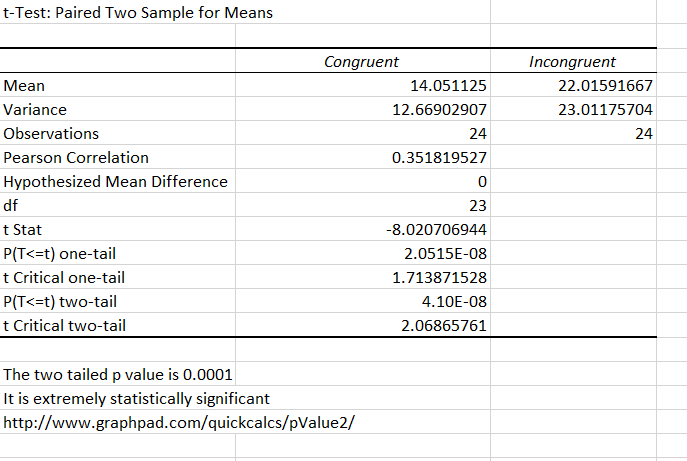 t-Test: Paired Two Sample for Means
Congruent Incongruent
Mean 14.051125 22.01591667
Variance 12.66902907 23.01175704
Observations 24 24
Pearson Correlation 0.351819527
Hypothesized Mean Difference 0
df 23
t Stat -8.020706944
P(T<=t) one-tail 2.0515E-08
t Critical one-tail 1.713871528
P(T<=t) two-tail 4.10E-08
t Critical two-tail 2.06865761
The two tailed p value is 0.0001
It is extremely statistically significant
http://www.graphpad.com/quickcalcs/pValue2/